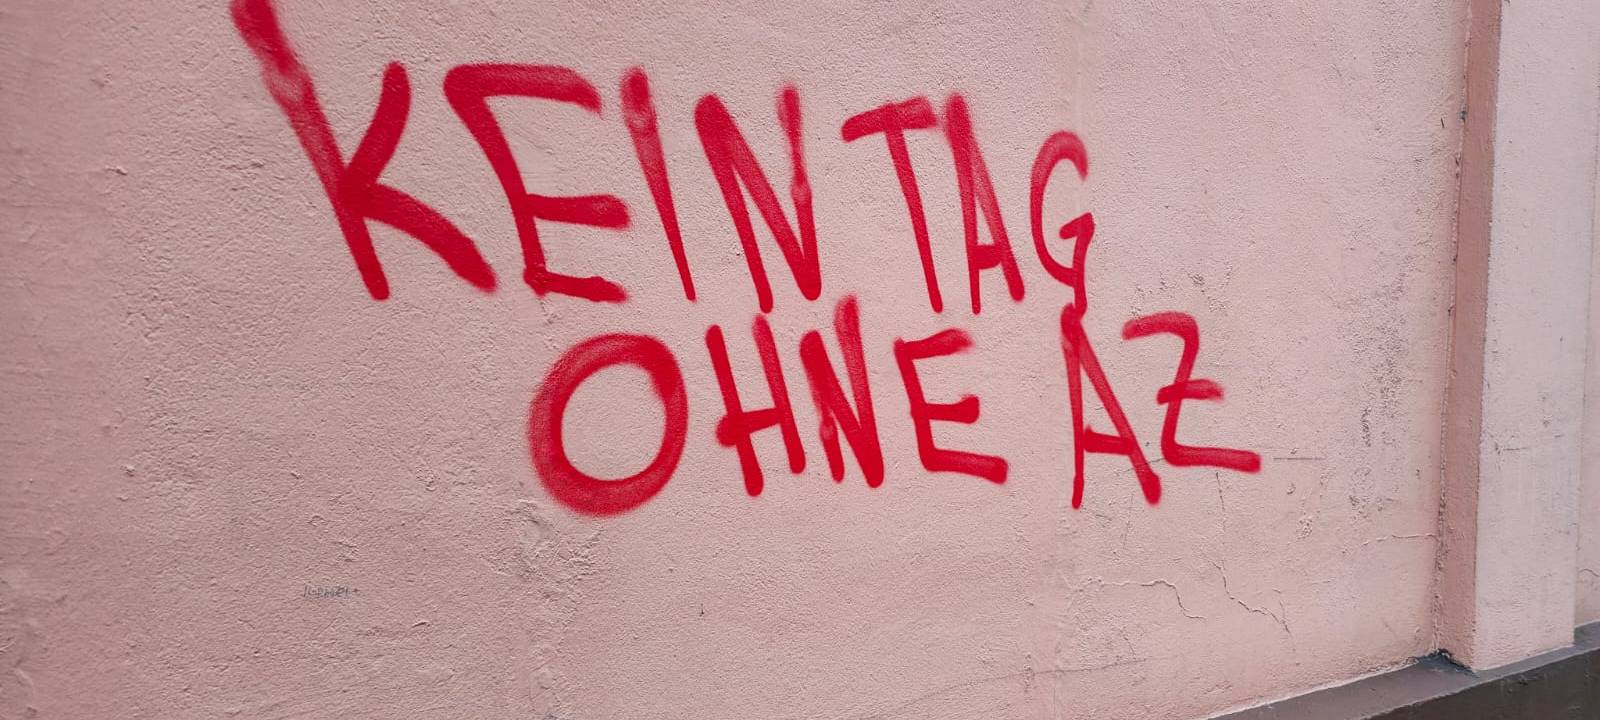 KEIN TAG
OHNE AZ